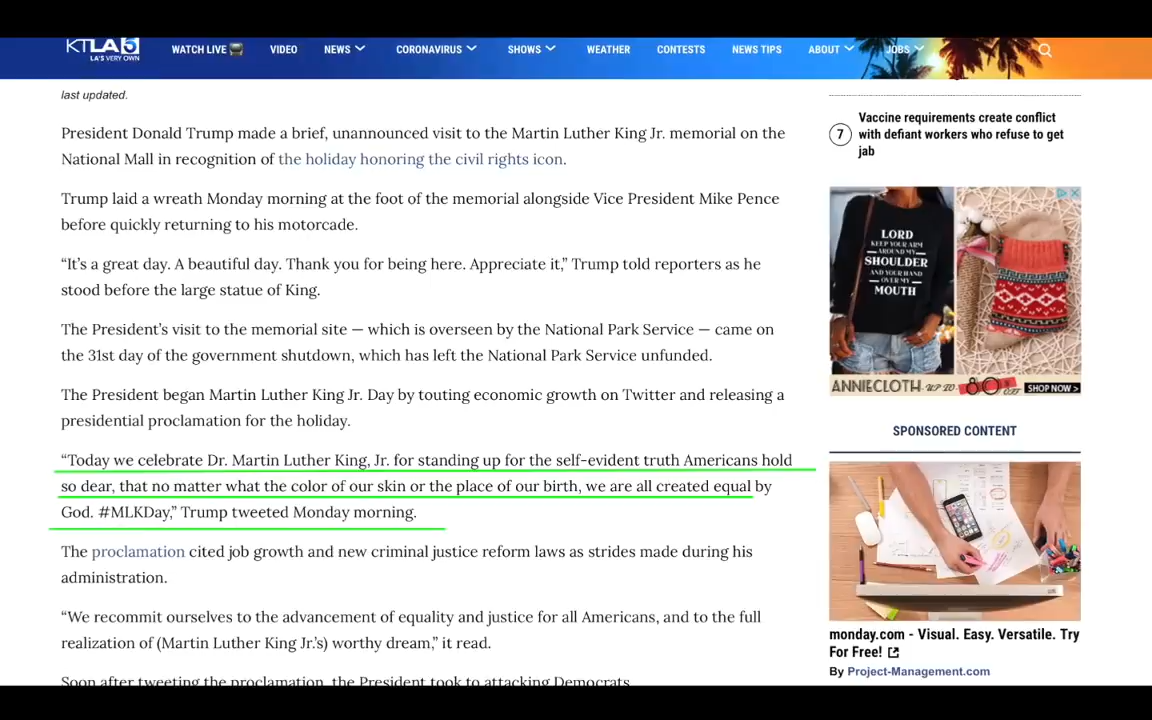 KTLA 5
LA'S VERY OWN
WATCH LIVE
VIDEO
NEWS
CORONAVIRUS
SHOWS
WEATHER
CONTESTS
NEWS TIPS
ABOUT
JOBS
last updated.
President Donald Trump made a brief, unannounced visit to the Martin Luther King Jr. memorial on the
National Mall in recognition of the holiday honoring the civil rights icon.
Trump laid a wreath Monday morning at the foot of the memorial alongside Vice President Mike Pence
before quickly returning to his motorcade.
“It’s a great day. A beautiful day. Thank you for being here. Appreciate it,” Trump told reporters as he
stood before the large statue of King.
The President’s visit to the memorial site — which is overseen by the National Park Service — came on
the 31st day of the government shutdown, which has left the National Park Service unfunded.
The President began Martin Luther King Jr. Day by touting economic growth on Twitter and releasing a
presidential proclamation for the holiday.
“Today we celebrate Dr. Martin Luther King, Jr. for standing up for the self-evident truth Americans hold
so dear, that no matter what the color of our skin or the place of our birth, we are all created equal by
God. #MLKDay,” Trump tweeted Monday morning.
The proclamation cited job growth and new criminal justice reform laws as strides made during his
administration.
“We recommit ourselves to the advancement of equality and justice for all Americans, and to the full
realization of (Martin Luther King Jr.’s) worthy dream,” it read.
Soon after tweeting the proclamation, the President took to attacking Democrats
7
Vaccine requirements create conflict
with defiant workers who refuse to get
jab
LORD
KEEP YOUR ARM
AROUND MY
SHOULDER
AND YOUR HAND
OVER MY
MOUTH
ANNIECLOTH UP TO 80% OFF SHOP NOW >
SPONSORED CONTENT
monday.com - Visual. Easy. Versatile. Try
For Free!
By Project-Management.com